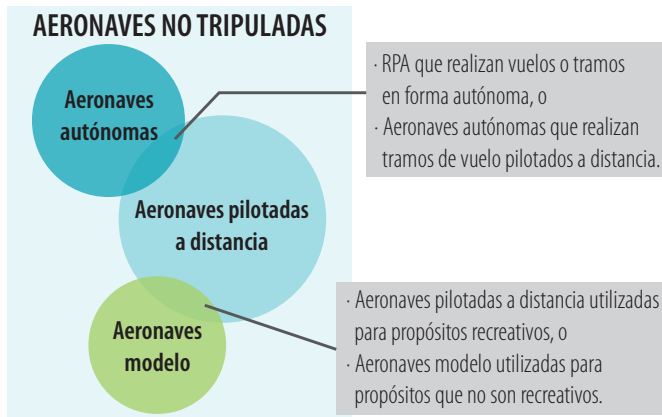 AERONAVES NO TRIPULADAS
Aeronaves
autónomas
· RPA que realizan vuelos o tramos
en forma autónoma, o
· Aeronaves autónomas que realizan
tramos de vuelo pilotados a distancia.
Aeronaves pilotadas
a distancia
Aeronaves
modelo
· Aeronaves pilotadas a distancia utilizadas
para propósitos recreativos, o
· Aeronaves modelo utilizadas para
propósitos que no son recreativos.